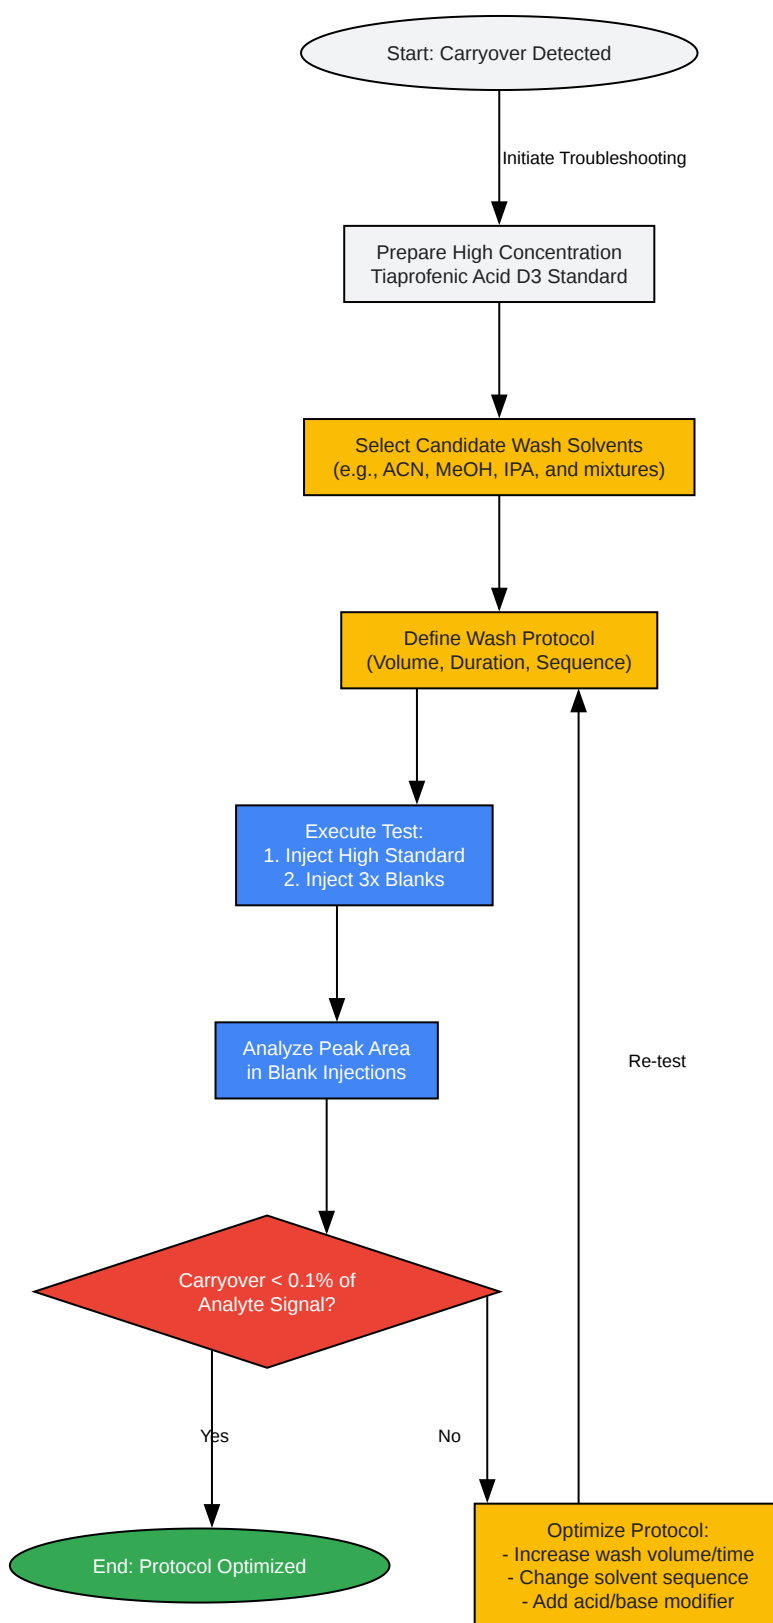 Start: Carryover Detected
Initiate Troubleshooting
Prepare High Concentration
Tiaprofenic Acid D3 Standard
Select Candidate Wash Solvents
(e.g., ACN, MeOH, IPA, and mixtures)
Define Wash Protocol
(Volume, Duration, Sequence)
Execute Test:
1. Inject High Standard
2. Inject 3x Blanks
Analyze Peak Area
in Blank Injections
Re-test
Carryover < 0.1% of
Analyte Signal?
Yes
No
End: Protocol Optimized
Optimize Protocol:
- Increase wash volume/time
- Change solvent sequence
- Add acid/base modifier